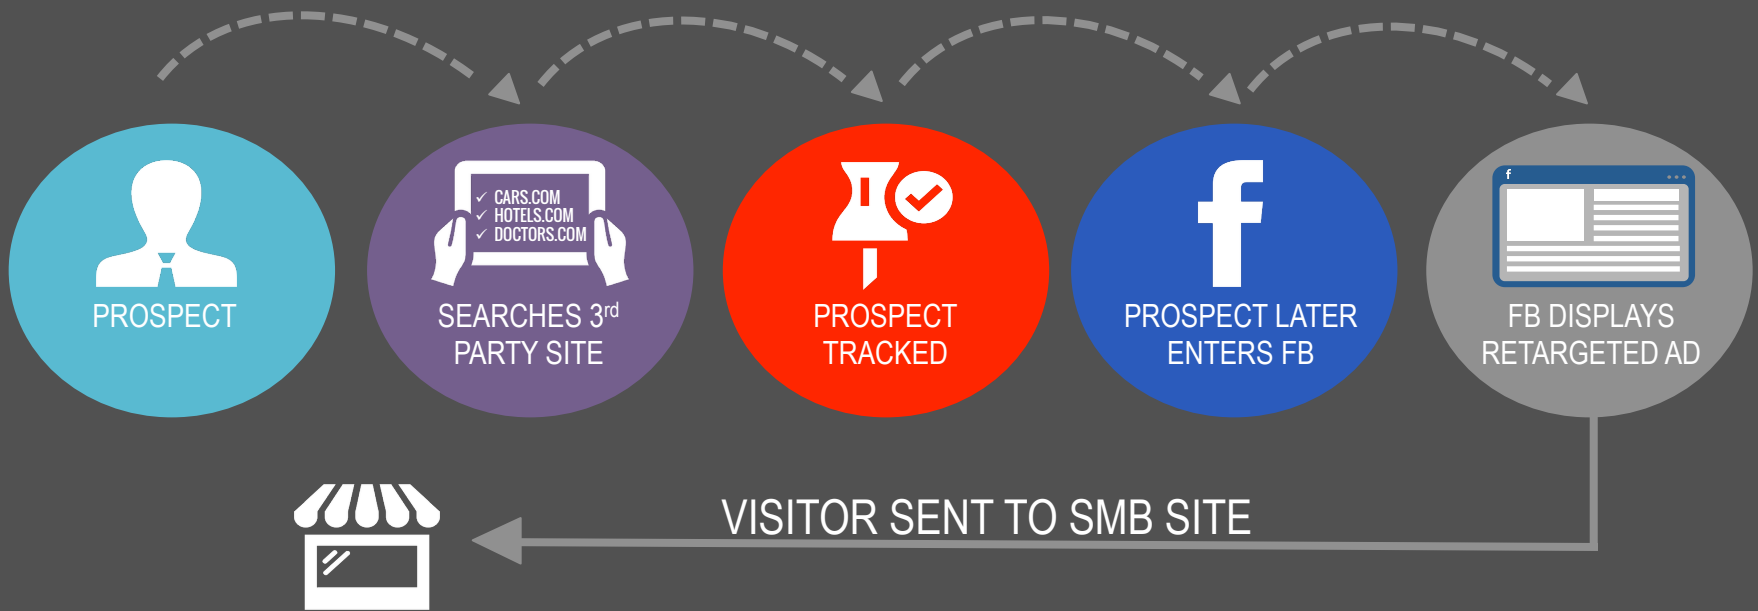 PROSPECT
✓ CARS.COM
✓ HOTELS.COM
✓ DOCTORS.COM
SEARCHES 3rd
PARTY SITE
PROSPECT
TRACKED
f
PROSPECT LATER
ENTERS FB
f
FB DISPLAYS
RETARGETED AD
VISITOR SENT TO SMB SITE